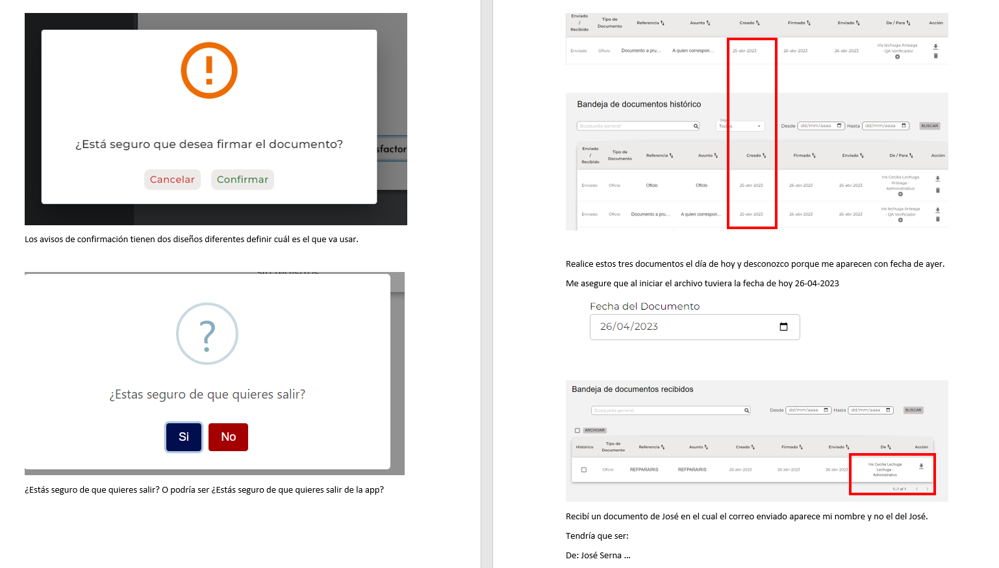 sfactor
¿Está seguro que desea firmar el documento?
Cancelar Confirmar
Los avisos de confirmación tienen dos diseños diferentes definir cuál es el que va usar.
¿Estas seguro de que quieres salir?
Si No
¿Estás seguro de que quieres salir? O podría ser ¿Estás seguro de que quieres salir de la app?
Enviado / Recibido Tipo de Documento Referencia Asunto Creado Firmado Enviado De / Para Acción
Enviado Oficio Documento a pru... A quien correspon... 25-abr-2023 26-abr-2023 26-abr-2023 iris lechuga Arteaga - QA Verificador
Bandeja de documentos histórico
Búsqueda general Todos Desde dd/mm/aaaa Hasta dd/mm/aaaa BUSCAR
Enviado / Recibido Tipo de Documento Referencia Asunto Creado Firmado Enviado De / Para Acción
Enviado Oficio Oficio Oficio 25-abr-2023 26-abr-2023 26-abr-2023 Iris Cecilia Lechuga Arteaga - Administrativo
Enviado Oficio Documento a pru... A quien correspon... 25-abr-2023 26-abr-2023 26-abr-2023 iris lechuga Arteaga - QA Verificador
Realice estos tres documentos el día de hoy y desconozco porque me aparecen con fecha de ayer.
Me asegure que al iniciar el archivo tuviera la fecha de hoy 26-04-2023
Fecha del Documento
26/04/2023
Bandeja de documentos recibidos
Búsqueda general Desde dd/mm/aaaa Hasta dd/mm/aaaa BUSCAR
ARCHIVAR
Histórico Tipo de Documento Referencia Asunto Creado Firmado Enviado De Acción
Oficio REFPARAIRIS REFPARAIRIS 26-abr-2023 26-abr-2023 26-abr-2023 Iris Cecilia Lechuga Lechuga - Administrativo
1–1 of 1
Recibí un documento de José en el cual el correo enviado aparece mi nombre y no el del José.
Tendría que ser:
De: José Serna ...